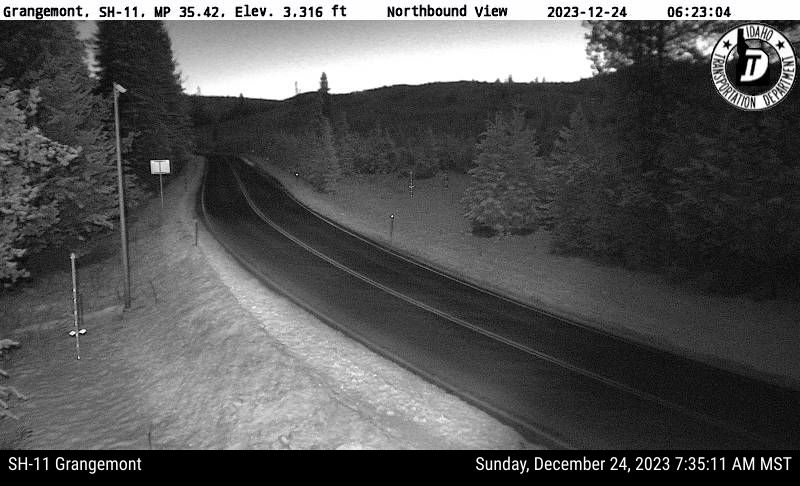 Grangemont, SH-11, MP 35.42, Elev. 3,316 ft Northbound View 2023-12-24 06:23:04
IDAHO
TRANSPORTATION DEPARTMENT
SH-11 Grangemont Sunday, December 24, 2023 7:35:11 AM MST